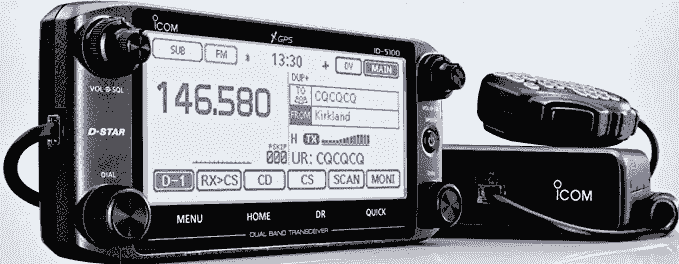 iCOM
GPS
ID-5100
SUB
FM
13:30
+
DV
MAIN
VOL SQL
D-STAR
DIAL
146.580
DUP+
TO
CQCQCQ
FROM
Kirkland
H TX
PSKIP
000
UR: CQCQCQ
D-1
RX>CS
CD
CS
SCAN
MONI
MENU
HOME
DR
QUICK
DUAL BAND TRANSCEIVER
iCOM